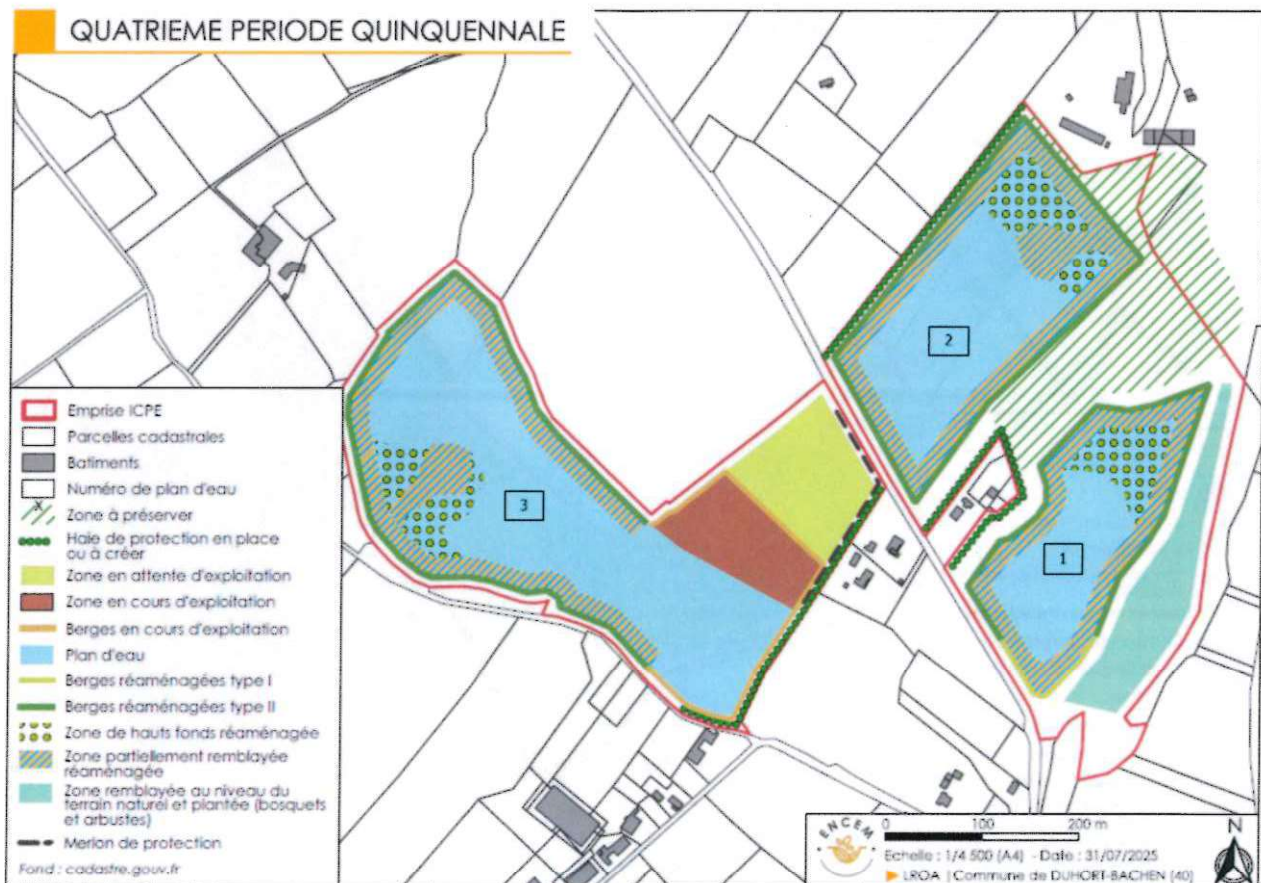 QUATRIEME PERIODE QUINQUENNALE
2
3
1
Emprise ICPE
Parcelles cadastrales
Batiments
X
Numéro de plan d'eau
Zone à préserver
Haie de protection en place
ou à créer
Zone en attente d'exploitation
Zone en cours d'exploitation
Berges en cours d'exploitation
Plan d'eau
Berges réaménagées type I
Berges réaménagées type II
Zone de hauts fonds réaménagée
Zone partiellement remblayée
réaménagée
Zone remblayée au niveau du
terrain naturel et plantée (bosquets
et arbustes)
Merlon de protection
Fond : cadastre.gouv.fr
ENCEM
0 100 200 m
N
Echelle : 1/4 500 (A4) - Date : 31/07/2025
LROA | Commune de DUHORT-BACHEN (40)